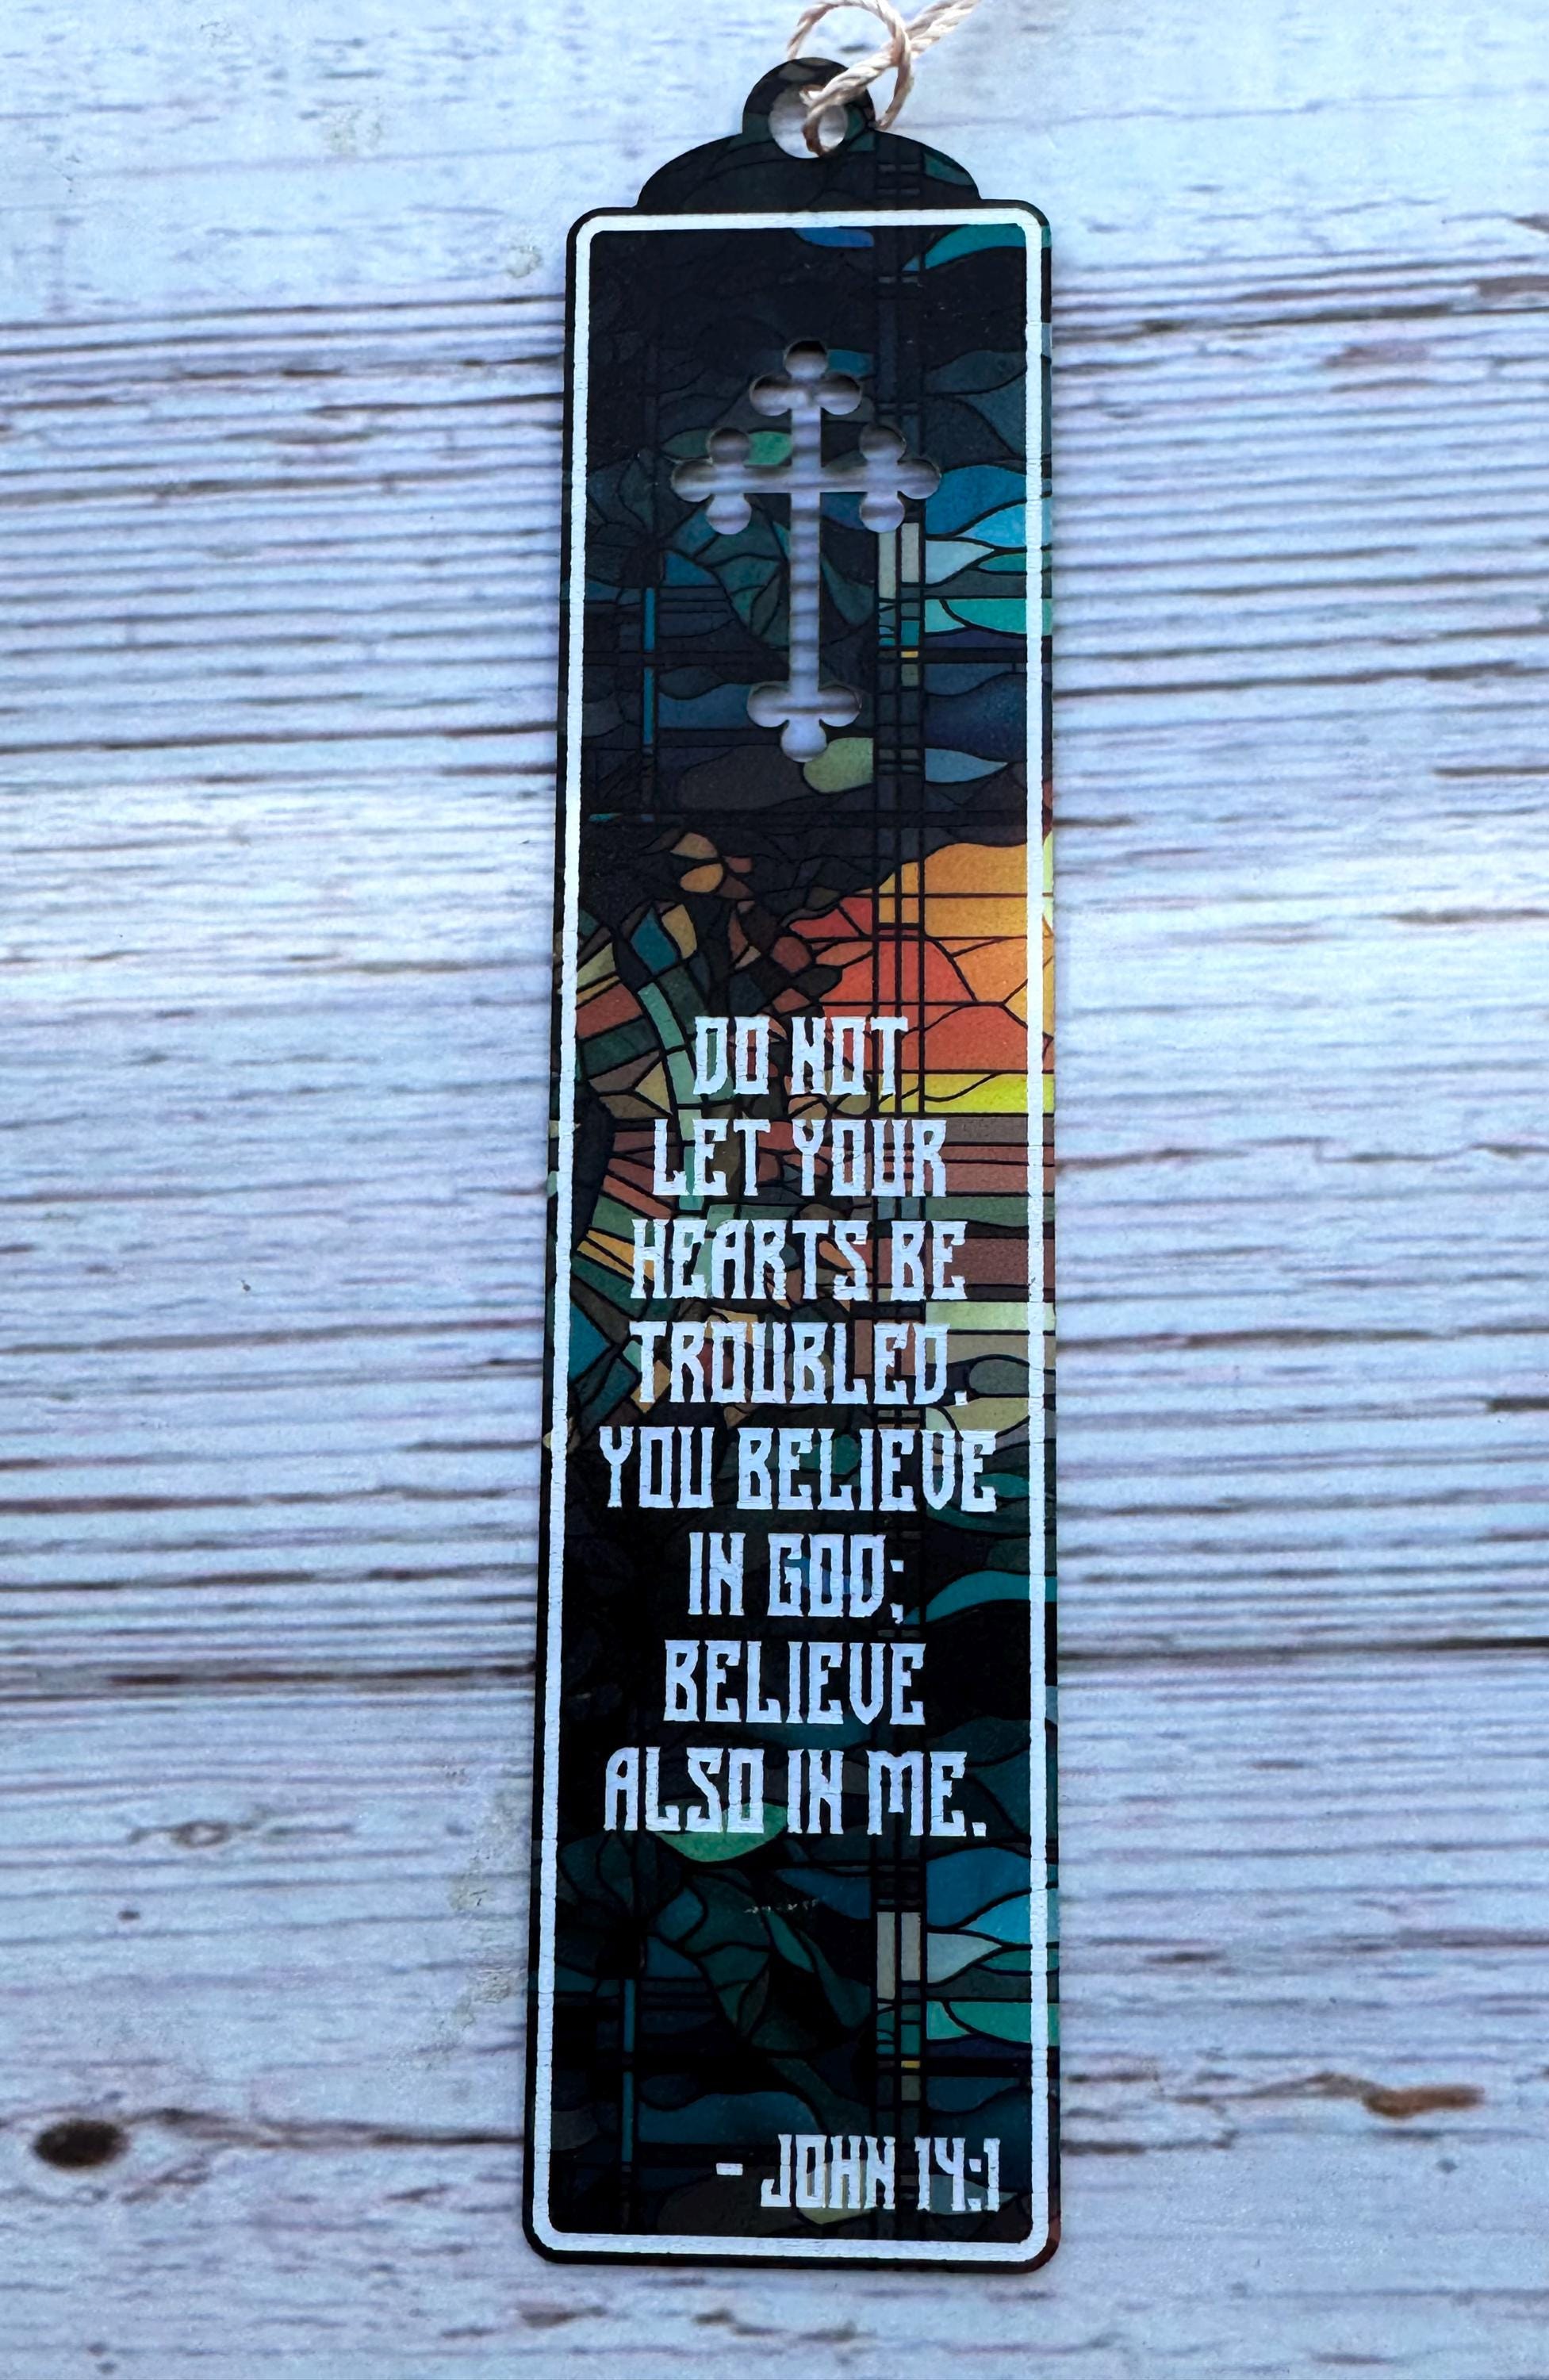 DO NOT
LET YOUR
HEARTS BE
TROUBLED.
YOU BELIEVE
IN GOD;
BELIEVE
ALSO IN ME.
- JOHN 14:1